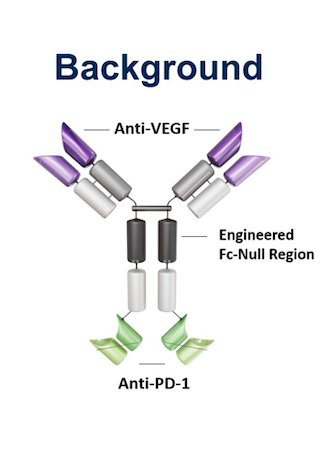 Background
Anti-VEGF
Engineered
Fc-Null Region
Anti-PD-1